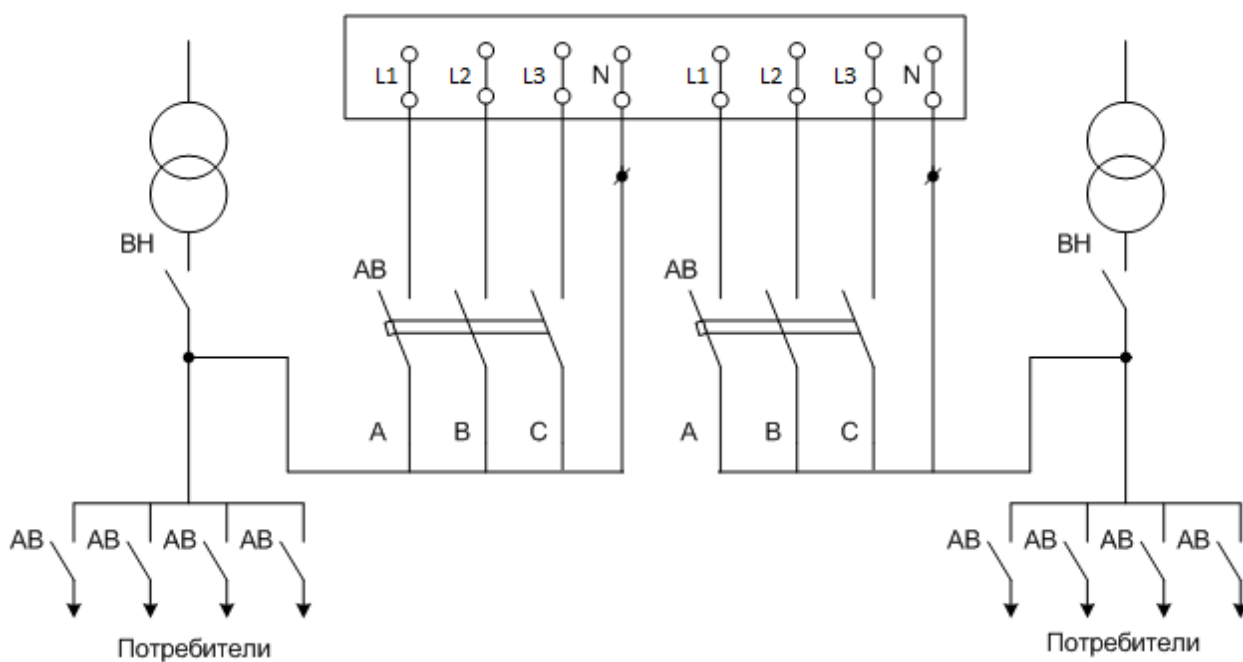 L1 L2 L3 N L1 L2 L3 N
ВН ВН
АВ АВ
А В С А В С
АВ АВ АВ АВ АВ АВ АВ АВ
Потребители Потребители